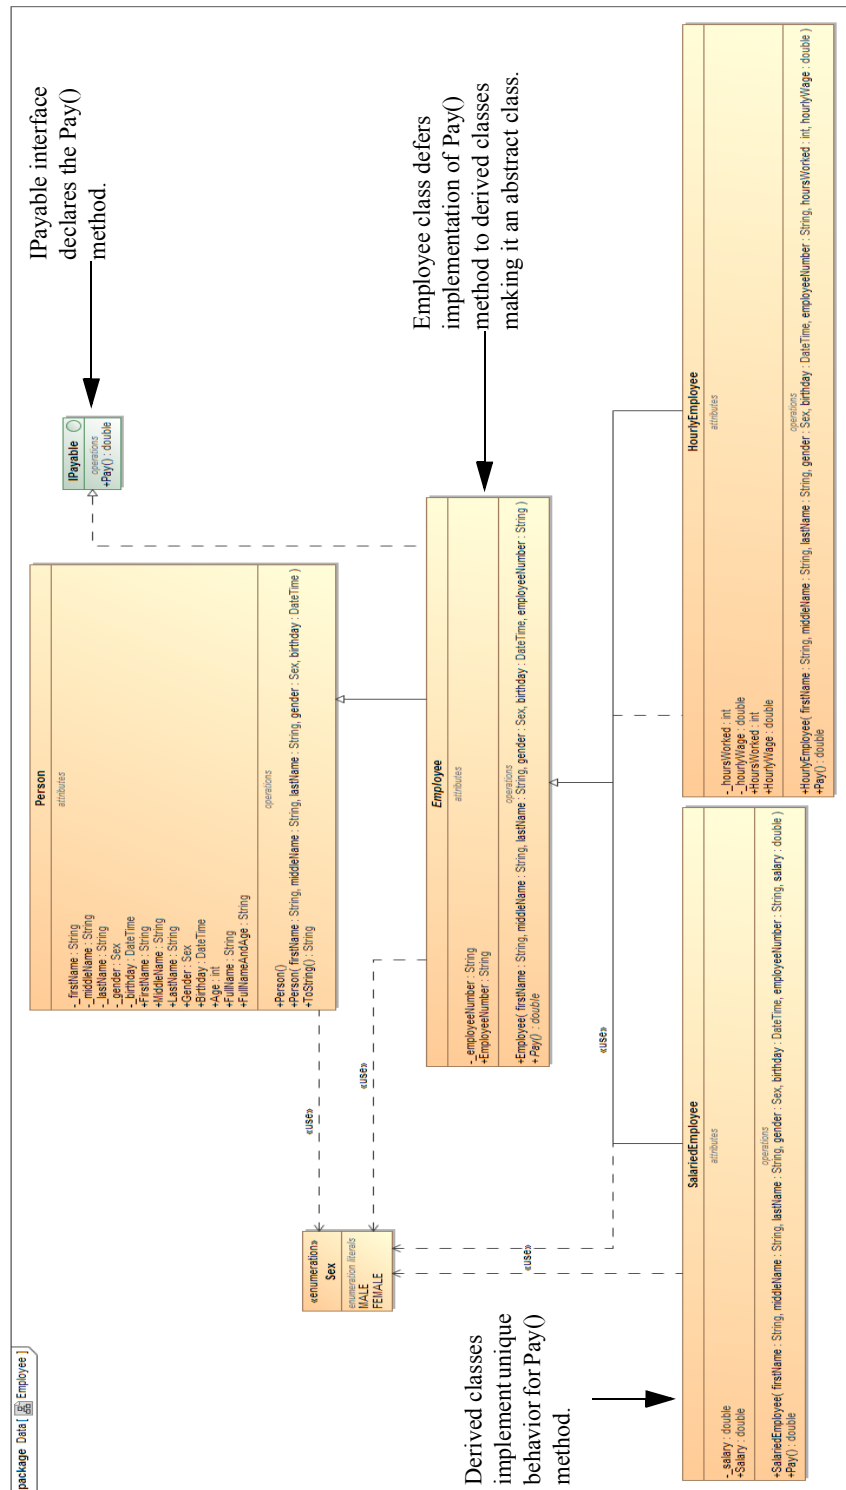 package Data[ Employee ]
«enumeration»
Sex
enumeration literals
MALE
FEMALE
«use»
«use»
«use»
«use»
Person
attributes
-_firstName : String
-_middleName : String
-_lastName : String
-_gender : Sex
-_birthday : DateTime
+FirstName : String
+MiddleName : String
+LastName : String
+Gender : Sex
+Birthday : DateTime
+Age : int
+FullName : String
+FullNameAndAge : String
operations
+Person()
+Person( firstName : String, middleName : String, lastName : String, gender : Sex, birthday : DateTime )
+ToString() : String
IPayable
operations
+Pay() : double
IPayable interface
declares the Pay()
method.
Employee
attributes
-_employeeNumber : String
+EmployeeNumber : String
operations
+Employee( firstName : String, middleName : String, lastName : String, gender : Sex, birthday : DateTime, employeeNumber : String )
+Pay() : double
Employee class defers
implementation of Pay()
method to derived classes
making it an abstract class.
Derived classes
implement unique
behavior for Pay()
method.
SalariedEmployee
attributes
-_salary : double
+Salary : double
operations
+SalariedEmployee( firstName : String, middleName : String, lastName : String, gender : Sex, birthday : DateTime, employeeNumber : String, salary : double )
+Pay() : double
HourlyEmployee
attributes
-_hoursWorked : int
-_hourlyWage : double
+HoursWorked : int
+HourlyWage : double
operations
+HourlyEmployee( firstName : String, middleName : String, lastName : String, gender : Sex, birthday : DateTime, employeeNumber : String, hoursWorked : int, hourlyWage : double )
+Pay() : double